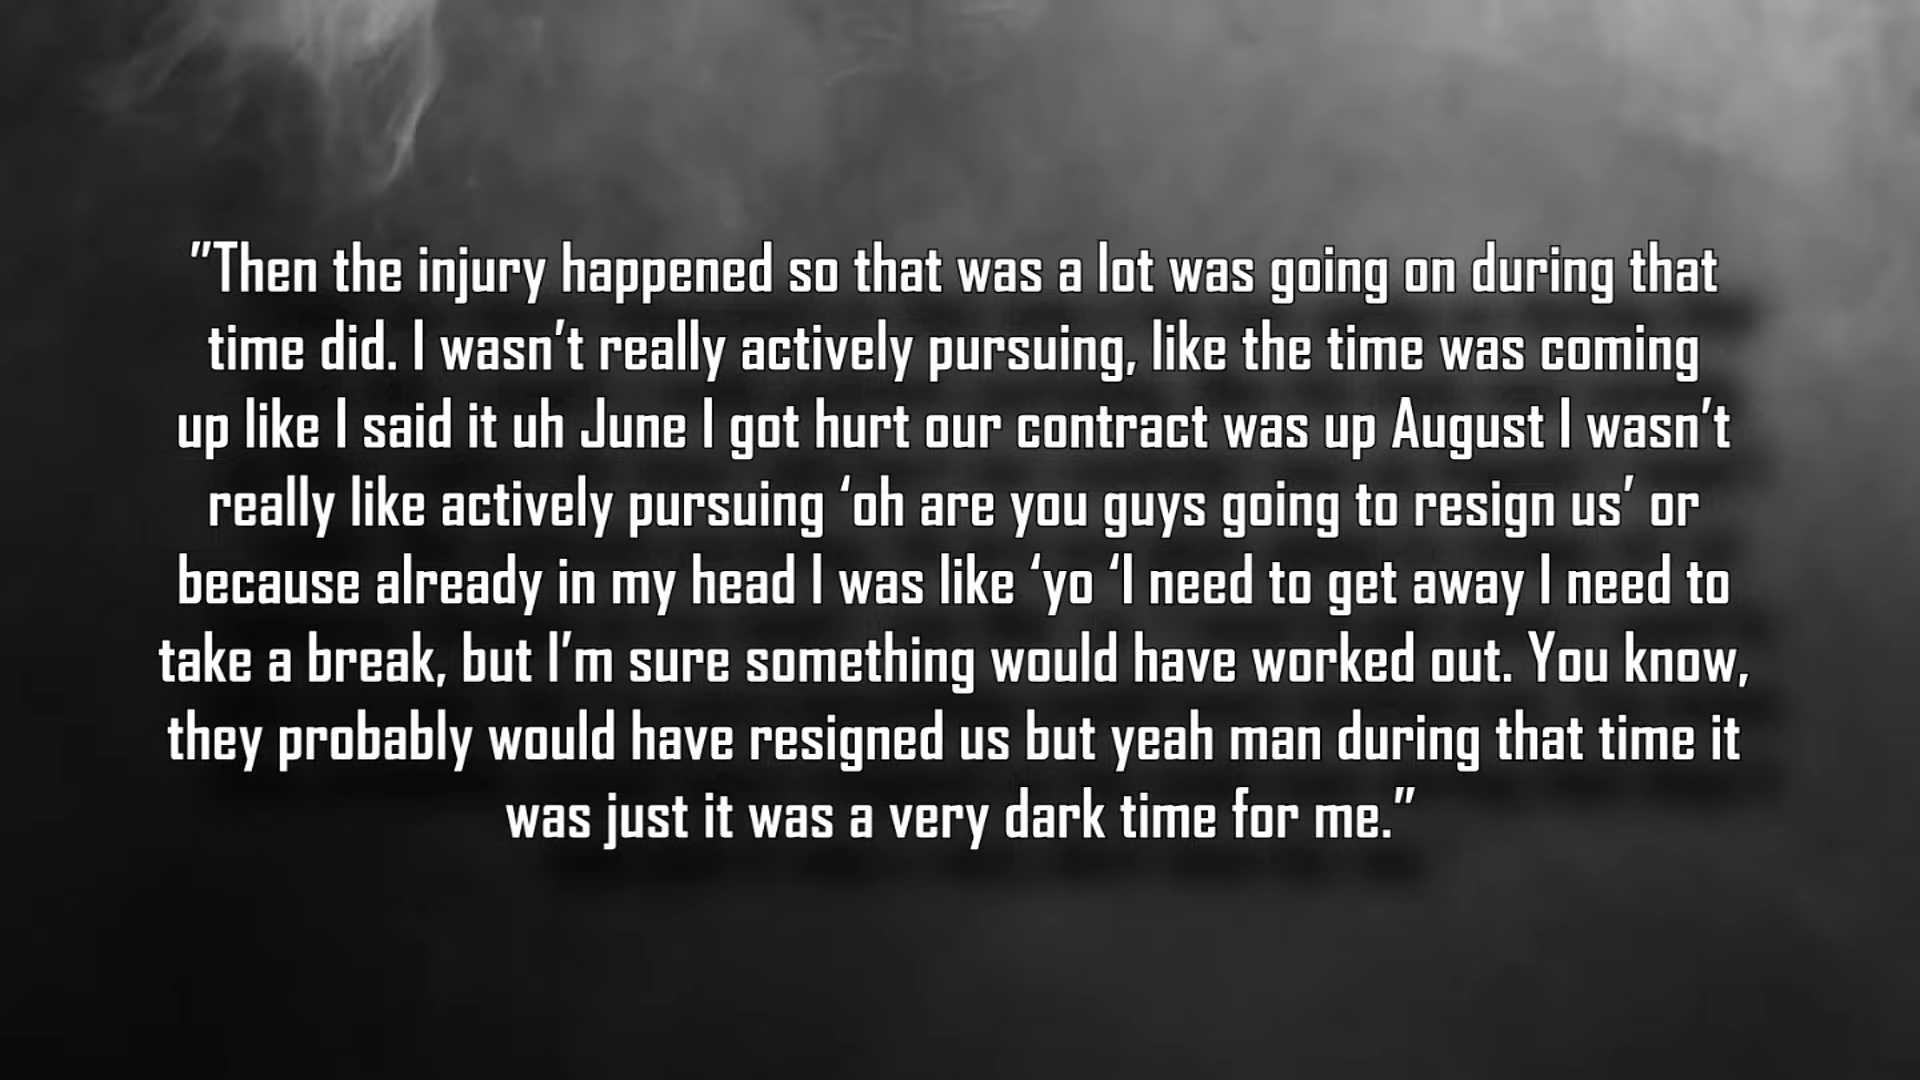 "Then the injury happened so that was a lot was going on during that
time did. I wasn't really actively pursuing, like the time was coming
up like I said it uh June I got hurt our contract was up August I wasn't
really like actively pursuing ‘oh are you guys going to resign us’ or
because already in my head I was like ‘yo ‘I need to get away I need to
take a break, but I’m sure something would have worked out. You know,
they probably would have resigned us but yeah man during that time it
was just it was a very dark time for me."